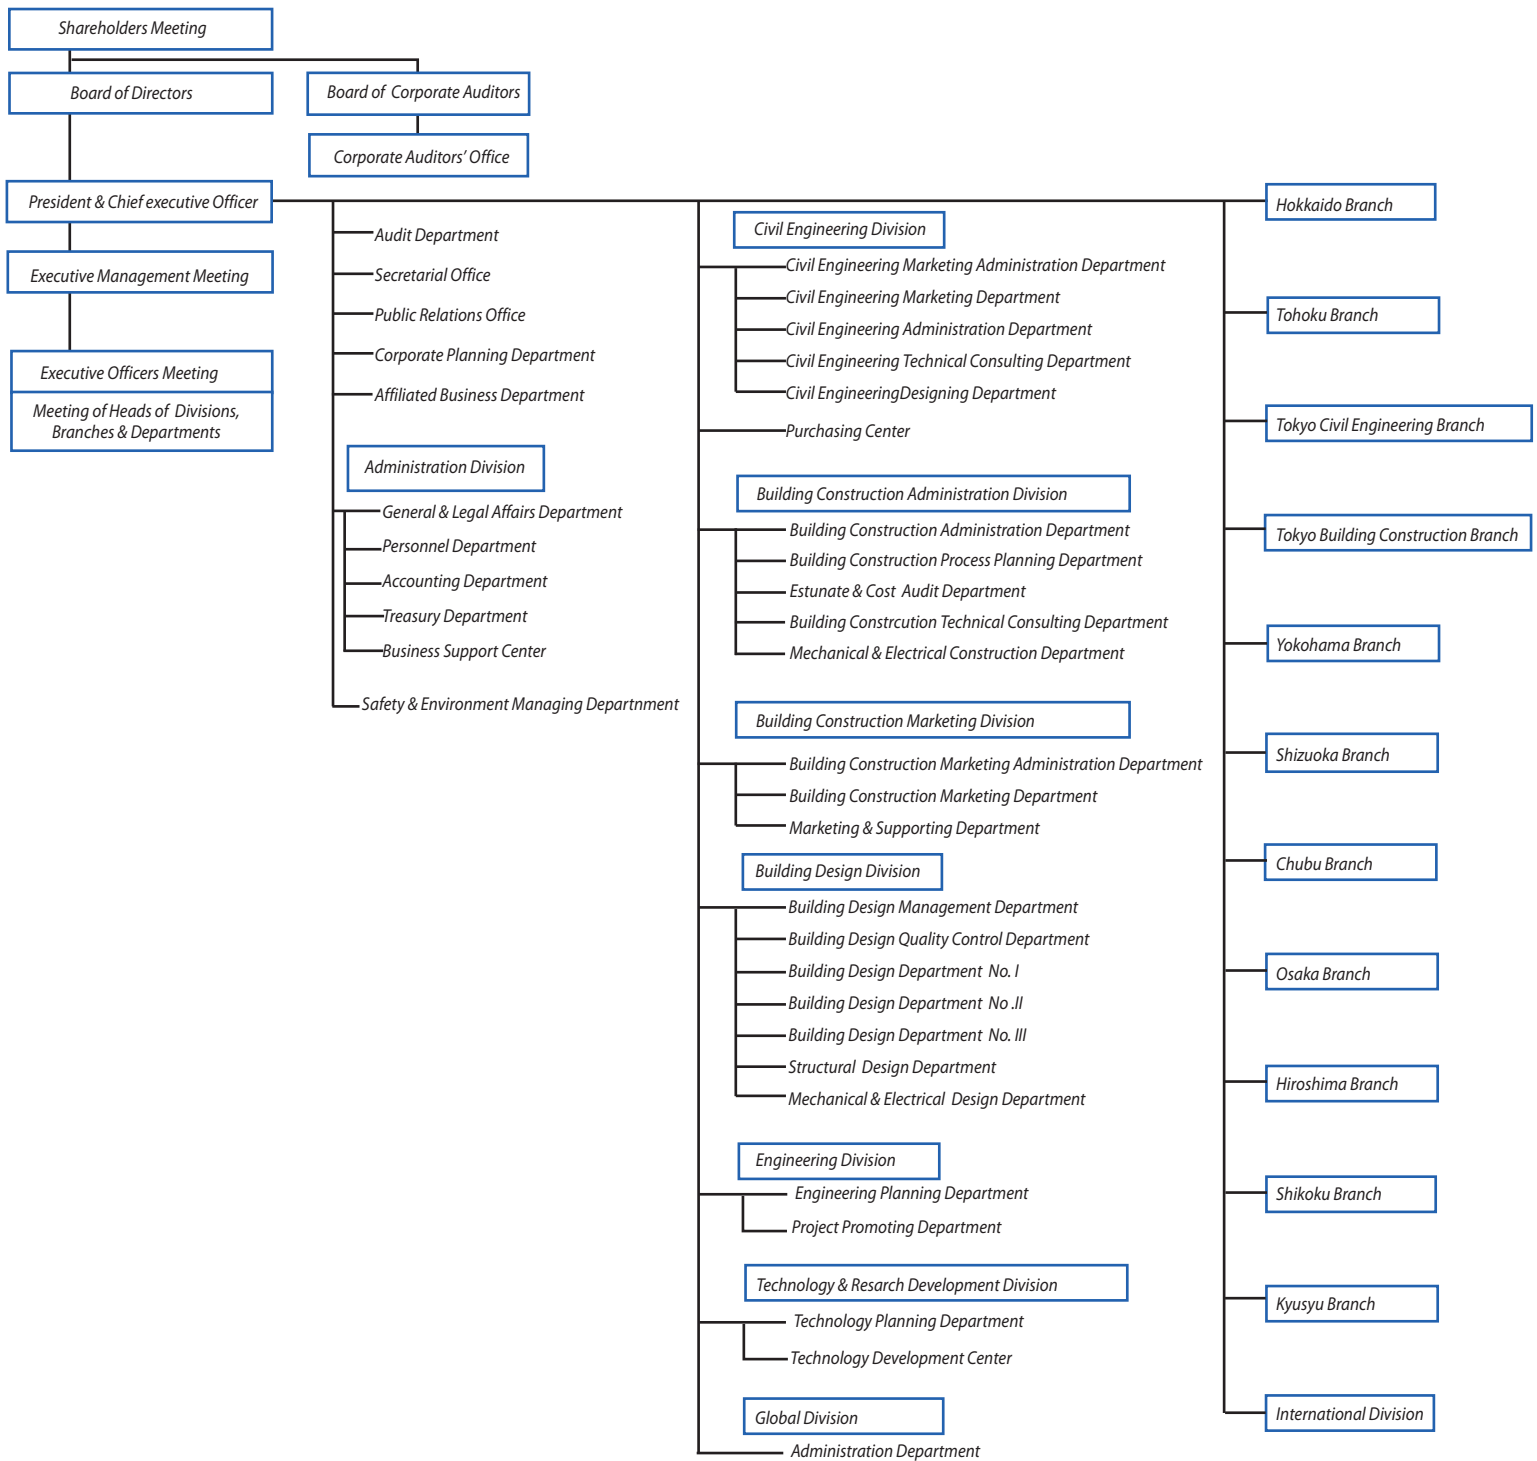 Shareholders Meeting
Board of Directors
Board of Corporate Auditors
Corporate Auditors' Office
President & Chief executive Officer
Executive Management Meeting
Executive Officers Meeting
Meeting of Heads of Divisions,
Branches & Departments
Audit Department
Secretarial Office
Public Relations Office
Corporate Planning Department
Affiliated Business Department
Administration Division
General & Legal Affairs Department
Personnel Department
Accounting Department
Treasury Department
Business Support Center
Safety & Environment Managing Departnment
Civil Engineering Division
Civil Engineering Marketing Administration Department
Civil Engineering Marketing Department
Civil Engineering Administration Department
Civil Engineering Technical Consulting Department
Civil EngineeringDesigning Department
Purchasing Center
Building Construction Administration Division
Building Construction Administration Department
Building Construction Process Planning Department
Estunate & Cost Audit Department
Building Constrcution Technical Consulting Department
Mechanical & Electrical Construction Department
Building Construction Marketing Division
Building Construction Marketing Administration Department
Building Construction Marketing Department
Marketing & Supporting Department
Building Design Division
Building Design Management Department
Building Design Quality Control Department
Building Design Department No. I
Building Design Department No .II
Building Design Department No. III
Structural Design Department
Mechanical & Electrical Design Department
Engineering Division
Engineering Planning Department
Project Promoting Department
Technology & Resarch Development Division
Technology Planning Department
Technology Development Center
Global Division
Administration Department
Hokkaido Branch
Tohoku Branch
Tokyo Civil Engineering Branch
Tokyo Building Construction Branch
Yokohama Branch
Shizuoka Branch
Chubu Branch
Osaka Branch
Hiroshima Branch
Shikoku Branch
Kyusyu Branch
International Division